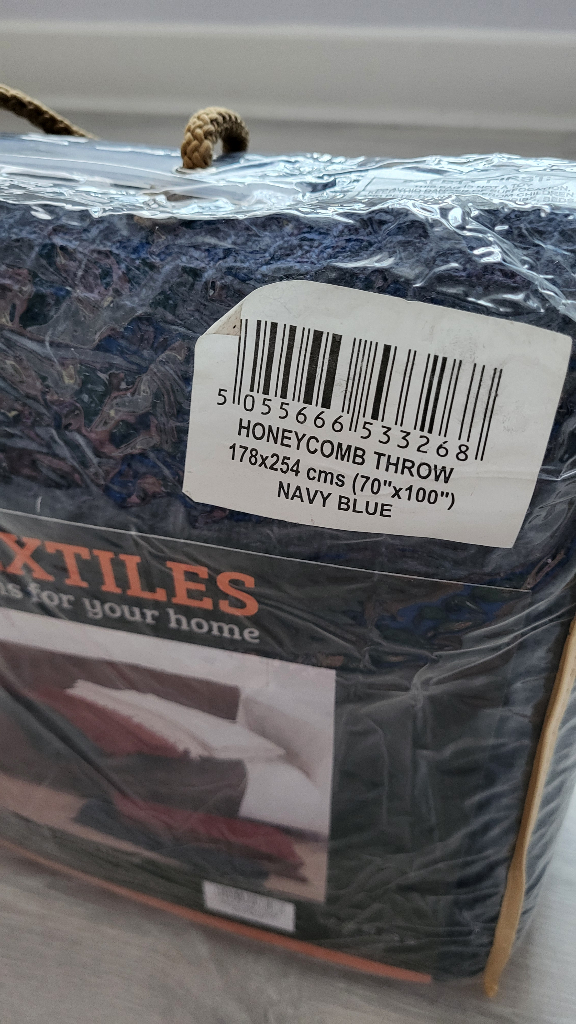 5 055666 533268
HONEYCOMB THROW
178x254 cms (70"x100")
NAVY BLUE
XTILES
s for your home